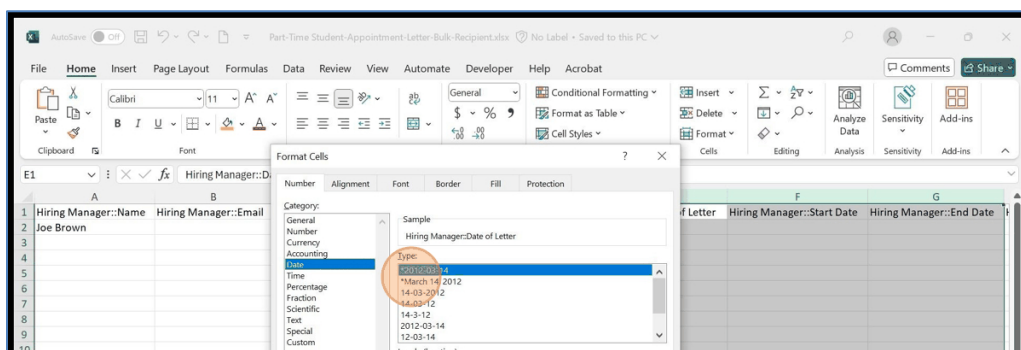 AutoSave Off Part-Time Student-Appointment-Letter-Bulk-Recipient.xlsx No Label • Saved to this PC
File Home Insert Page Layout Formulas Data Review View Automate Developer Help Acrobat Comments Share
Calibri 11 General Conditional Formatting Insert
Paste B I U A $ % Format as Table Delete Analyze Data Sensitivity Add-ins
Cell Styles Format
Clipboard Font Cells Editing Analysis Sensitivity Add-ins
Format Cells ? ×
E1 fx Hiring Manager::Da
Number Alignment Font Border Fill Protection
A B F G
Category:
1 Hiring Manager::Name Hiring Manager::Email of Letter Hiring Manager::Start Date Hiring Manager::End Date
2 Joe Brown
3
4
5
6
7
8
9
10
General
Number
Currency
Accounting
Date
Time
Percentage
Fraction
Scientific
Text
Special
Custom
Sample
Hiring Manager::Date of Letter
Type:
*2012-03-14
*March 14, 2012
14-03-2012
14-03-12
14-3-12
2012-03-14
12-03-14